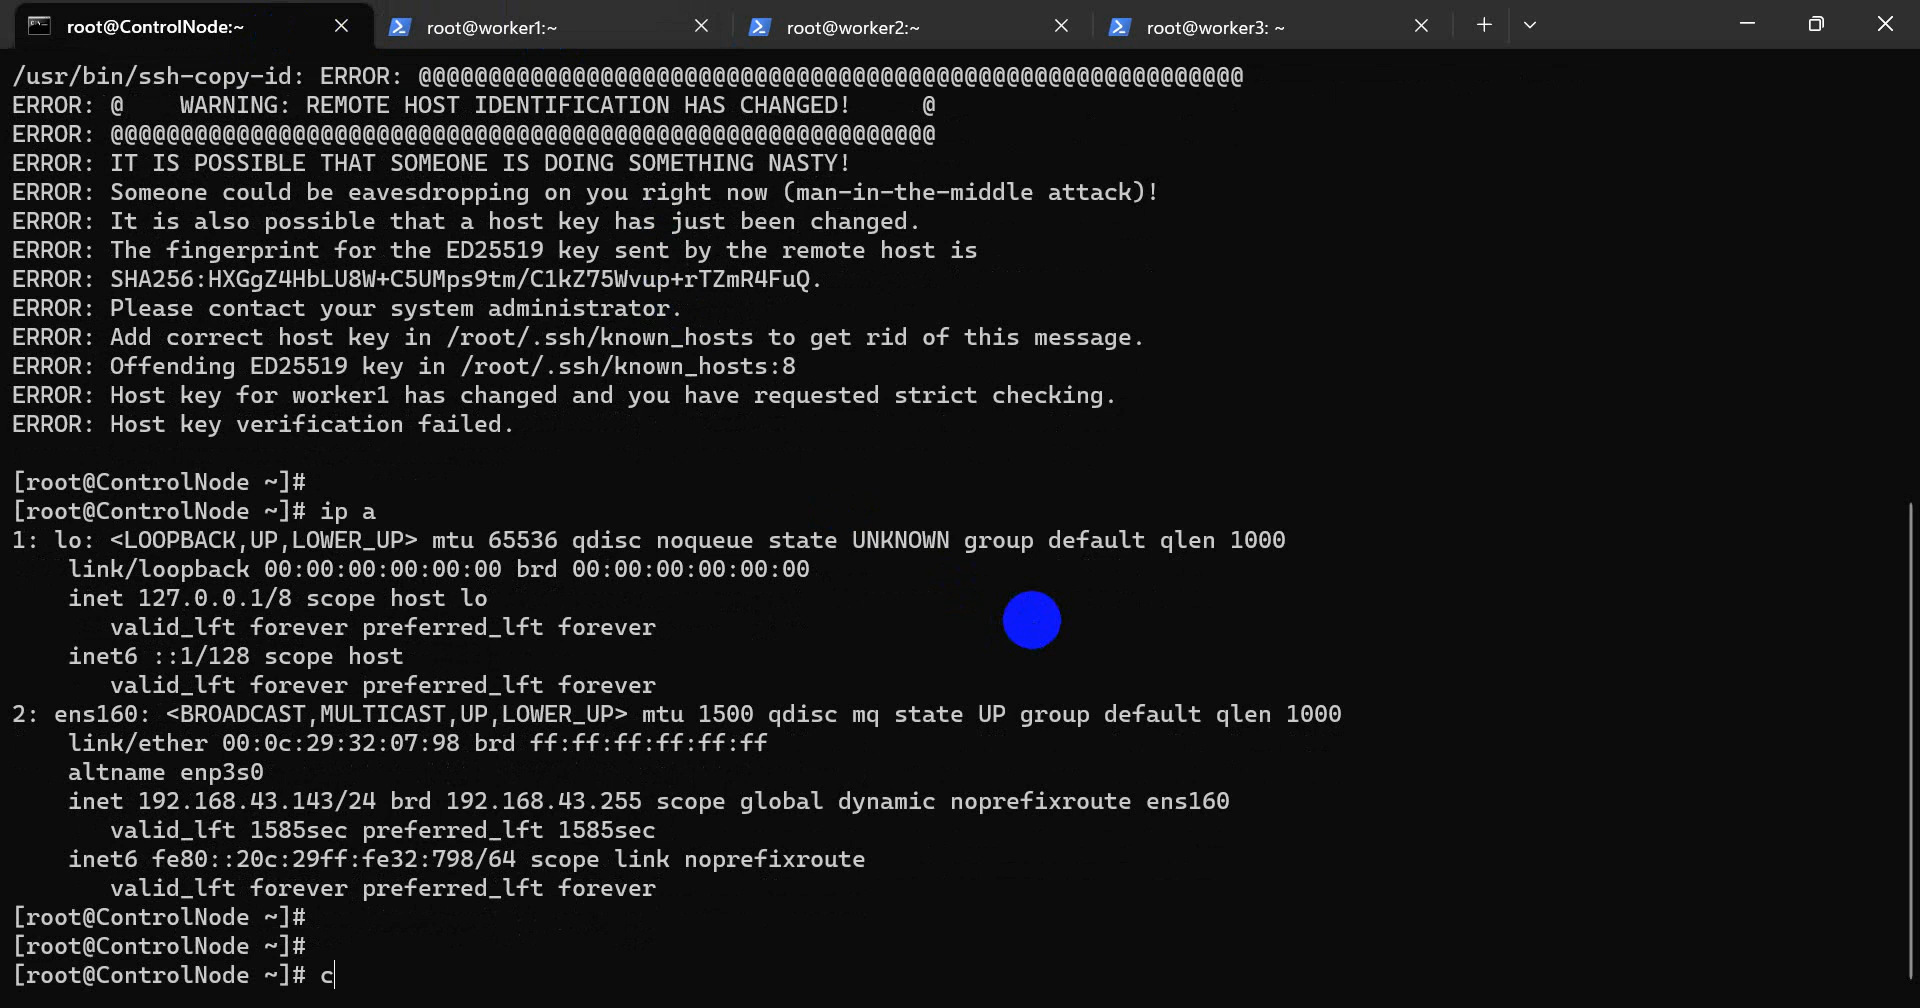 root@ControlNode:~
root@worker1:~
root@worker2:~
root@worker3: ~
/usr/bin/ssh-copy-id: ERROR: @@@@@@@@@@@@@@@@@@@@@@@@@@@@@@@@@@@@@@@@@@@@@@@@@@@@@@@@@@@
ERROR: @    WARNING: REMOTE HOST IDENTIFICATION HAS CHANGED!     @
ERROR: @@@@@@@@@@@@@@@@@@@@@@@@@@@@@@@@@@@@@@@@@@@@@@@@@@@@@@@@@@@
ERROR: IT IS POSSIBLE THAT SOMEONE IS DOING SOMETHING NASTY!
ERROR: Someone could be eavesdropping on you right now (man-in-the-middle attack)!
ERROR: It is also possible that a host key has just been changed.
ERROR: The fingerprint for the ED25519 key sent by the remote host is
ERROR: SHA256:HXGgZ4HbLU8W+C5UMps9tm/C1kZ75Wvup+rTZmR4FuQ.
ERROR: Please contact your system administrator.
ERROR: Add correct host key in /root/.ssh/known_hosts to get rid of this message.
ERROR: Offending ED25519 key in /root/.ssh/known_hosts:8
ERROR: Host key for worker1 has changed and you have requested strict checking.
ERROR: Host key verification failed.
[root@ControlNode ~]#
[root@ControlNode ~]# ip a
1: lo: <LOOPBACK,UP,LOWER_UP> mtu 65536 qdisc noqueue state UNKNOWN group default qlen 1000
    link/loopback 00:00:00:00:00:00 brd 00:00:00:00:00:00
    inet 127.0.0.1/8 scope host lo
       valid_lft forever preferred_lft forever
    inet6 ::1/128 scope host
       valid_lft forever preferred_lft forever
2: ens160: <BROADCAST,MULTICAST,UP,LOWER_UP> mtu 1500 qdisc mq state UP group default qlen 1000
    link/ether 00:0c:29:32:07:98 brd ff:ff:ff:ff:ff:ff
    altname enp3s0
    inet 192.168.43.143/24 brd 192.168.43.255 scope global dynamic noprefixroute ens160
       valid_lft 1585sec preferred_lft 1585sec
    inet6 fe80::20c:29ff:fe32:798/64 scope link noprefixroute
       valid_lft forever preferred_lft forever
[root@ControlNode ~]#
[root@ControlNode ~]#
[root@ControlNode ~]# c